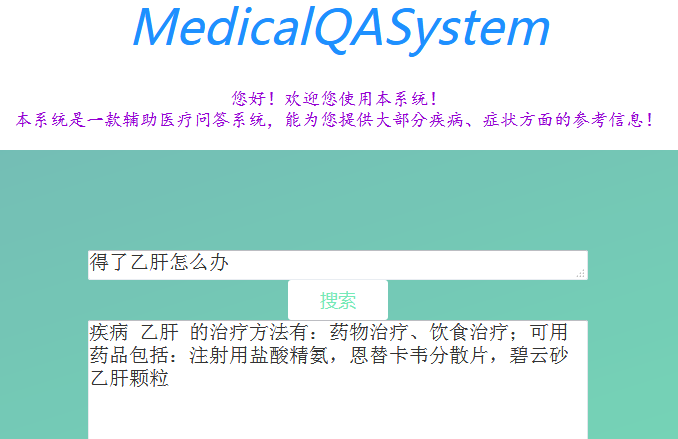 MedicalQASystem
您好！欢迎您使用本系统！
本系统是一款辅助医疗问答系统，能为您提供大部分疾病、症状方面的参考信息！
得了乙肝怎么办
搜索
疾病 乙肝 的治疗方法有：药物治疗、饮食治疗；可用
药品包括：注射用盐酸精氨，恩替卡韦分散片，碧云砂
乙肝颗粒